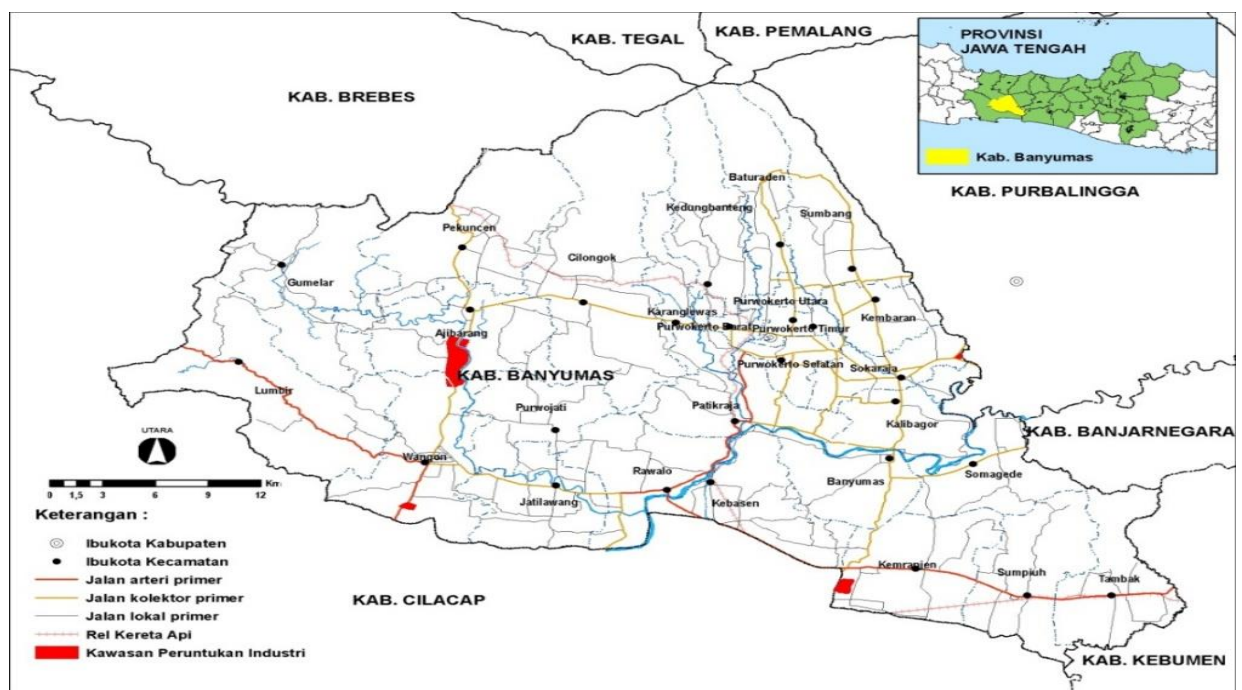 KAB. TEGAL
KAB. PEMALANG
PROVINSI
JAWA TENGAH
Kab. Banyumas
KAB. BREBES
KAB. PURBALINGGA
Baturaden
Kedungbanteng
Sumbang
Pekuncen
Cilongok
Gumelar
Karanglewas
Purwokerto Utara
Kembaran
Ajibarang
Purwokerto Barat
Purwokerto Timur
KAB. BANYUMAS
Purwokerto Selatan
Sokaraja
Lumbir
Purwojati
Patikraja
Kalibagor
KAB. BANJARNEGARA
UTARA
Wangon
Rawalo
Banyumas
Somagede
0 1,5 3 6 9 12 Km
Jatilawang
Kebasen
Keterangan :
Ibukota Kabupaten
Ibukota Kecamatan
Jalan arteri primer
Jalan kolektor primer
Jalan lokal primer
Rel Kereta Api
Kawasan Peruntukan Industri
Kemranjen
Sumpiuh
Tambak
KAB. CILACAP
KAB. KEBUMEN